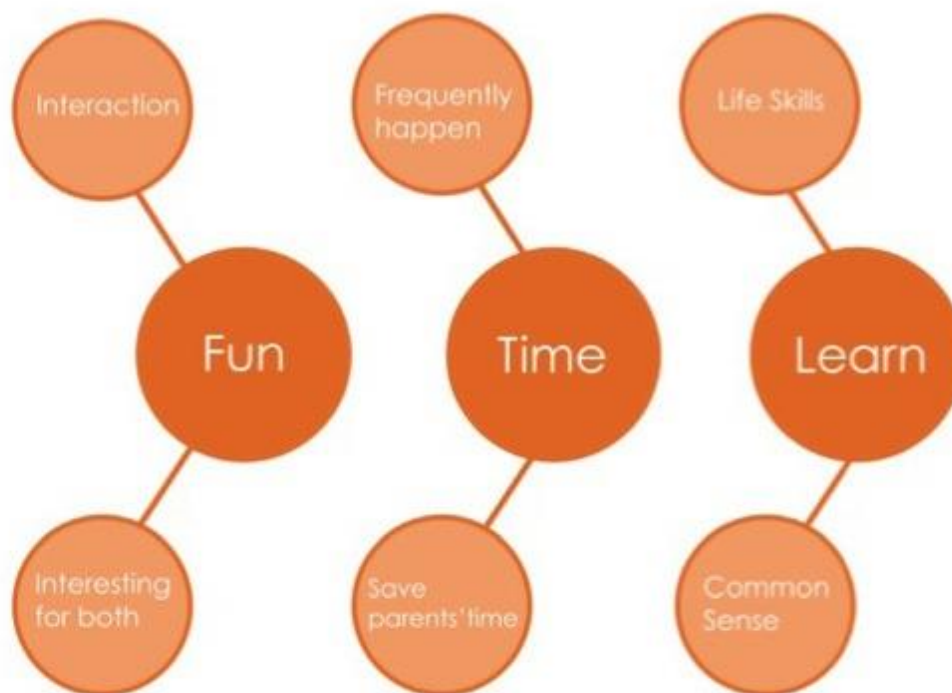 Interaction
Frequently
happen
Life Skills
Fun
Time
Learn
Interesting
for both
Save
parents'time
Common
Sense